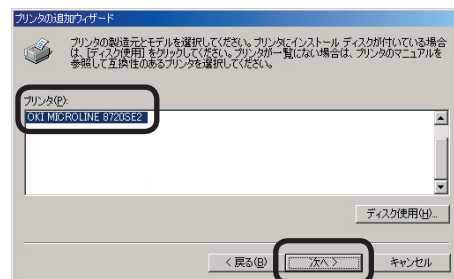 プリンタの追加ウィザード
プリンタの製造元とモデルを選択してください。プリンタにインストール ディスクが付いている場合
は、[ディスク使用] をクリックしてください。プリンタが一覧にない場合は、プリンタのマニュアルを
参照して互換性のあるプリンタを選択してください。
プリンタ(P):
OKI MICROLINE 8720SE2
ディスク使用(H)...
< 戻る(B)
次へ >
キャンセル